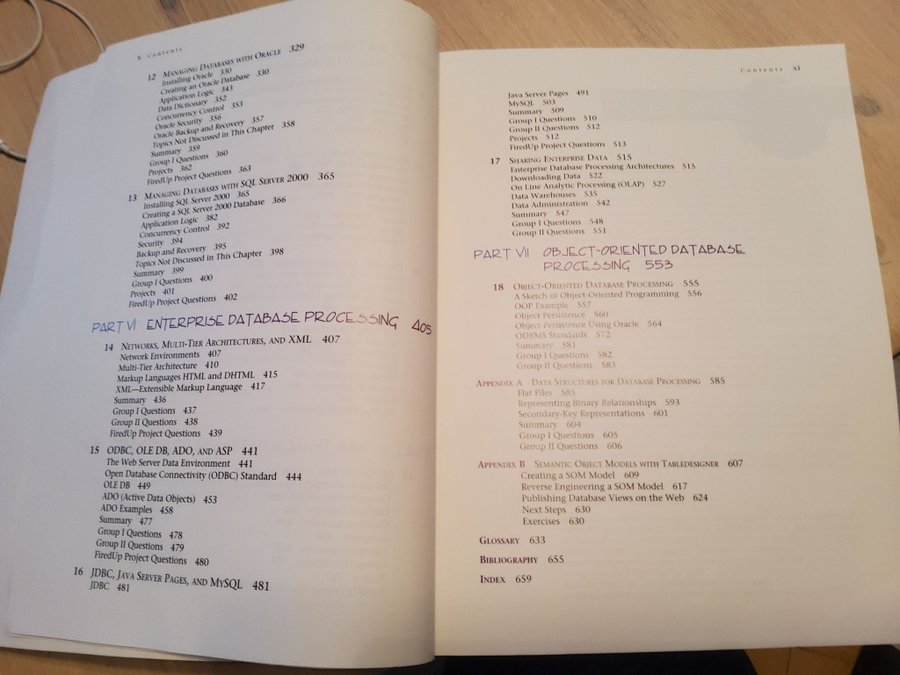 x Contents
12 MANAGING DATABASES WITH ORACLE 329
Installing Oracle 330
Creating an Oracle Database 330
Application Logic 343
Data Dictionary 352
Concurrency Control 353
Oracle Security 356
Oracle Backup and Recovery 357
Topics Not Discussed in This Chapter 358
Summary 359
Group I Questions 360
Projects 362
FiredUp Project Questions 363
13 MANAGING DATABASES WITH SQL SERVER 2000 365
Installing SQL Server 2000 365
Creating a SQL Server 2000 Database 366
Application Logic 382
Concurrency Control 392
Security 394
Backup and Recovery 395
Topics Not Discussed in This Chapter 398
Summary 399
Group I Questions 400
Projects 401
FiredUp Project Questions 402
PART VI ENTERPRISE DATABASE PROCESSING 405
14 NETWORKS, MULTI-TIER ARCHITECTURES, AND XML 407
Network Environments 407
Multi-Tier Architecture 410
Markup Languages HTML and DHTML 415
XML—Extensible Markup Language 417
Summary 436
Group I Questions 437
Group II Questions 438
FiredUp Project Questions 439
15 ODBC, OLE DB, ADO, AND ASP 441
The Web Server Data Environment 441
Open Database Connectivity (ODBC) Standard 444
OLE DB 449
ADO (Active Data Objects) 453
ADO Examples 458
Summary 477
Group I Questions 478
Group II Questions 479
FiredUp Project Questions 480
16 JDBC, JAVA SERVER PAGES, AND MYSQL 481
JDBC 481
Contents xi
Java Server Pages 491
MySQL 503
Summary 509
Group I Questions 510
Group II Questions 512
Projects 512
FiredUp Project Questions 513
17 SHARING ENTERPRISE DATA 515
Enterprise Database Processing Architectures 515
Downloading Data 522
On Line Analytic Processing (OLAP) 527
Data Warehouses 535
Data Administration 542
Summary 547
Group I Questions 548
Group II Questions 551
PART VII OBJECT-ORIENTED DATABASE
PROCESSING 553
18 OBJECT-ORIENTED DATABASE PROCESSING 555
A Sketch of Object-Oriented Programming 556
OOP Example 557
Object Persistence 560
Object Persistence Using Oracle 564
ODBMS Standards 572
Summary 581
Group I Questions 582
Group II Questions 583
APPENDIX A DATA STRUCTURES FOR DATABASE PROCESSING 585
Flat Files 585
Representing Binary Relationships 593
Secondary-Key Representations 601
Summary 604
Group I Questions 605
Group II Questions 606
APPENDIX B SEMANTIC OBJECT MODELS WITH TABLEDESIGNER 607
Creating a SOM Model 609
Reverse Engineering a SOM Model 617
Publishing Database Views on the Web 624
Next Steps 630
Exercises 630
GLOSSARY 633
BIBLIOGRAPHY 655
INDEX 659